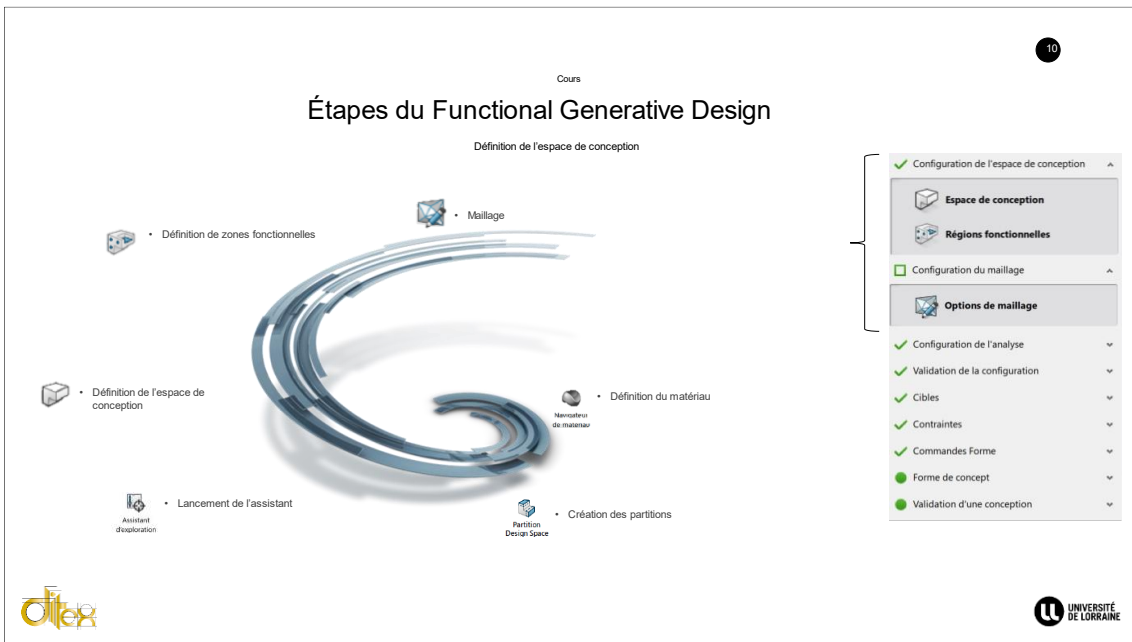 10
Cours
Étapes du Functional Generative Design
Définition de l'espace de conception
• Maillage
• Définition de zones fonctionnelles
• Définition de l'espace de
conception
• Définition du matériau
Navigateur
de matériau
• Lancement de l'assistant
Assistant
d'exploration
• Création des partitions
Partition
Design Space
Configuration de l'espace de conception
Espace de conception
Régions fonctionnelles
Configuration du maillage
Options de maillage
Configuration de l'analyse
Validation de la configuration
Cibles
Contraintes
Commandes Forme
Forme de concept
Validation d'une conception
UNIVERSITÉ
DE LORRAINE